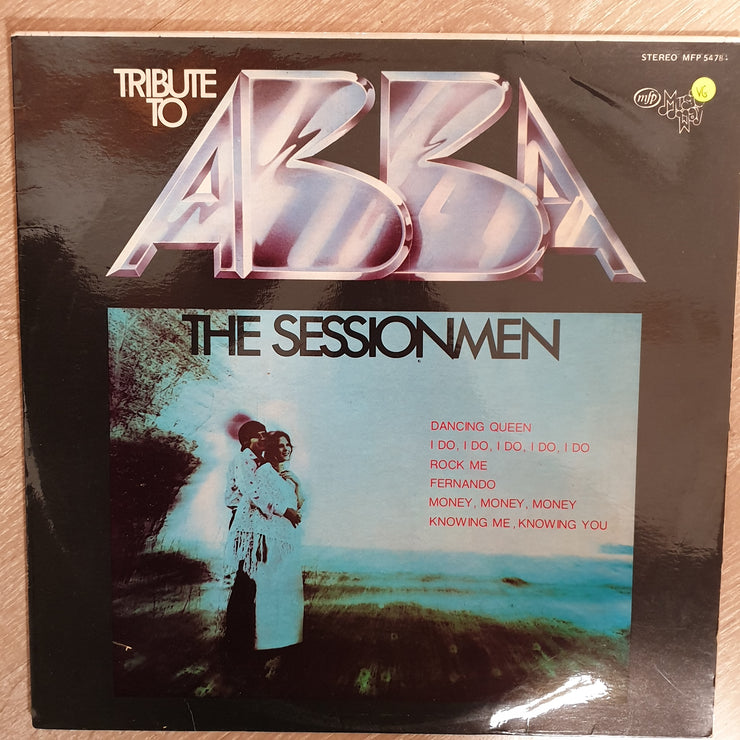 STEREO MFP 5478
TRIBUTE
TO
ABBA
mfp
VG
THE SESSIONMEN
DANCING QUEEN
I DO, I DO, I DO, I DO, I DO
ROCK ME
FERNANDO
MONEY, MONEY, MONEY
KNOWING ME, KNOWING YOU